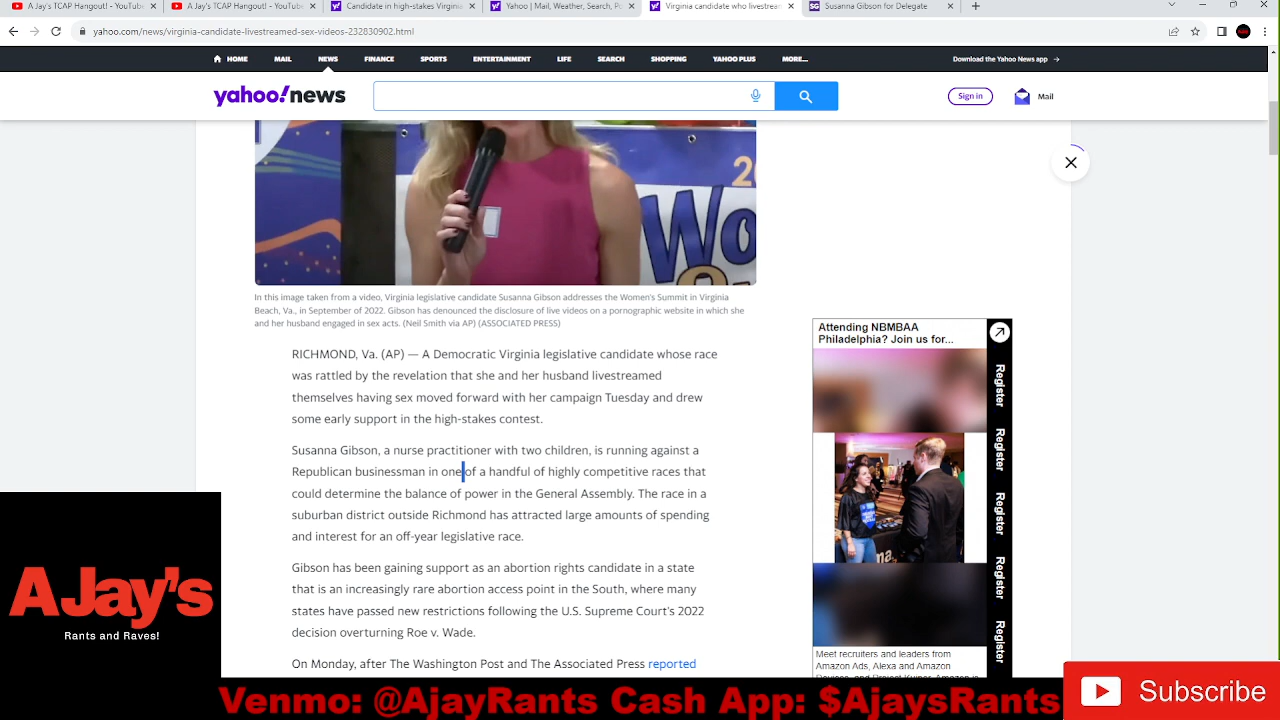 A Jay's TCAP Hangout! - YouTube
A Jay's TCAP Hangout! - YouTube
Candidate in high-stakes Virginia
Yahoo | Mail, Weather, Search, Po
Virginia candidate who livestream
Susanna Gibson for Delegate
yahoo.com/news/virginia-candidate-livestreamed-sex-videos-232830902.html
HOME MAIL NEWS FINANCE SPORTS ENTERTAINMENT LIFE SEARCH SHOPPING YAHOO PLUS MORE... Download the Yahoo News app →
yahoo!news Sign in Mail
Wo
In this image taken from a video, Virginia legislative candidate Susanna Gibson addresses the Women's Summit in Virginia
Beach, Va., in September of 2022. Gibson has denounced the disclosure of live videos on a pornographic website in which she
and her husband engaged in sex acts. (Neil Smith via AP) (ASSOCIATED PRESS)
RICHMOND, Va. (AP) — A Democratic Virginia legislative candidate whose race
was rattled by the revelation that she and her husband livestreamed
themselves having sex moved forward with her campaign Tuesday and drew
some early support in the high-stakes contest.
Susanna Gibson, a nurse practitioner with two children, is running against a
Republican businessman in one of a handful of highly competitive races that
could determine the balance of power in the General Assembly. The race in a
suburban district outside Richmond has attracted large amounts of spending
and interest for an off-year legislative race.
Gibson has been gaining support as an abortion rights candidate in a state
that is an increasingly rare abortion access point in the South, where many
states have passed new restrictions following the U.S. Supreme Court's 2022
decision overturning Roe v. Wade.
On Monday, after The Washington Post and The Associated Press reported
Attending NBMBAA
Philadelphia? Join us for...
Register
Register
Register
Register
Register
Meet recruiters and leaders from
Amazon Ads, Alexa and Amazon
AJay's
Rants and Raves!
Venmo: @AjayRants Cash App: $AjaysRants
Subscribe